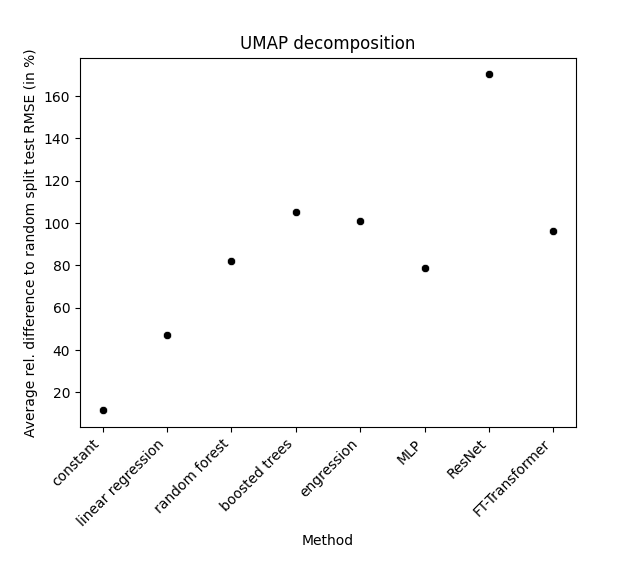 UMAP decomposition
Average rel. difference to random split test RMSE (in %)
160
140
120
100
80
60
40
20
constant
linear regression
random forest
boosted trees
engression
MLP
ResNet
FT-Transformer
Method